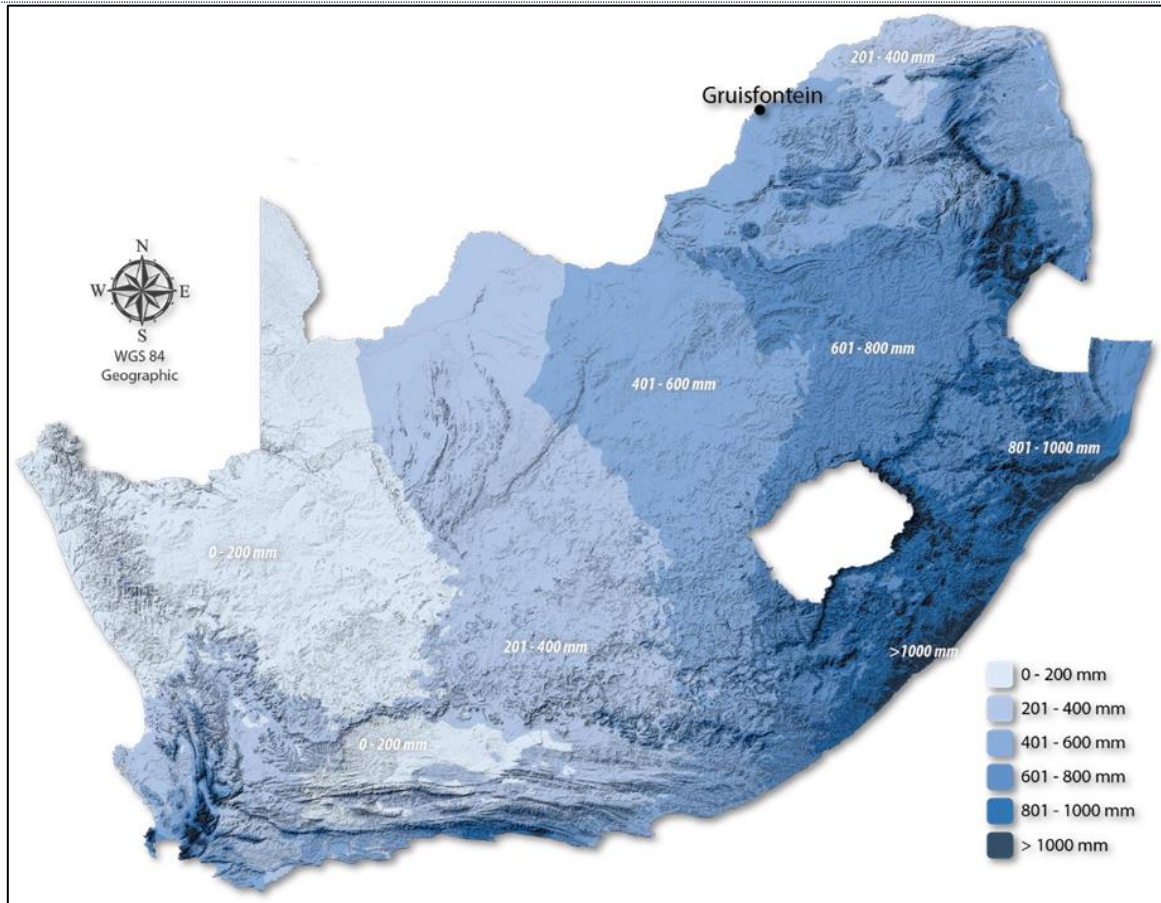 201 - 400 mm
Gruisfontein
N
W E
S
WGS 84
Geographic
601 - 800 mm
401 - 600 mm
801 - 1000 mm
0 - 200 mm
201 - 400 mm
>1000 mm
0 - 200 mm
0 - 200 mm
201 - 400 mm
401 - 600 mm
601 - 800 mm
801 - 1000 mm
> 1000 mm